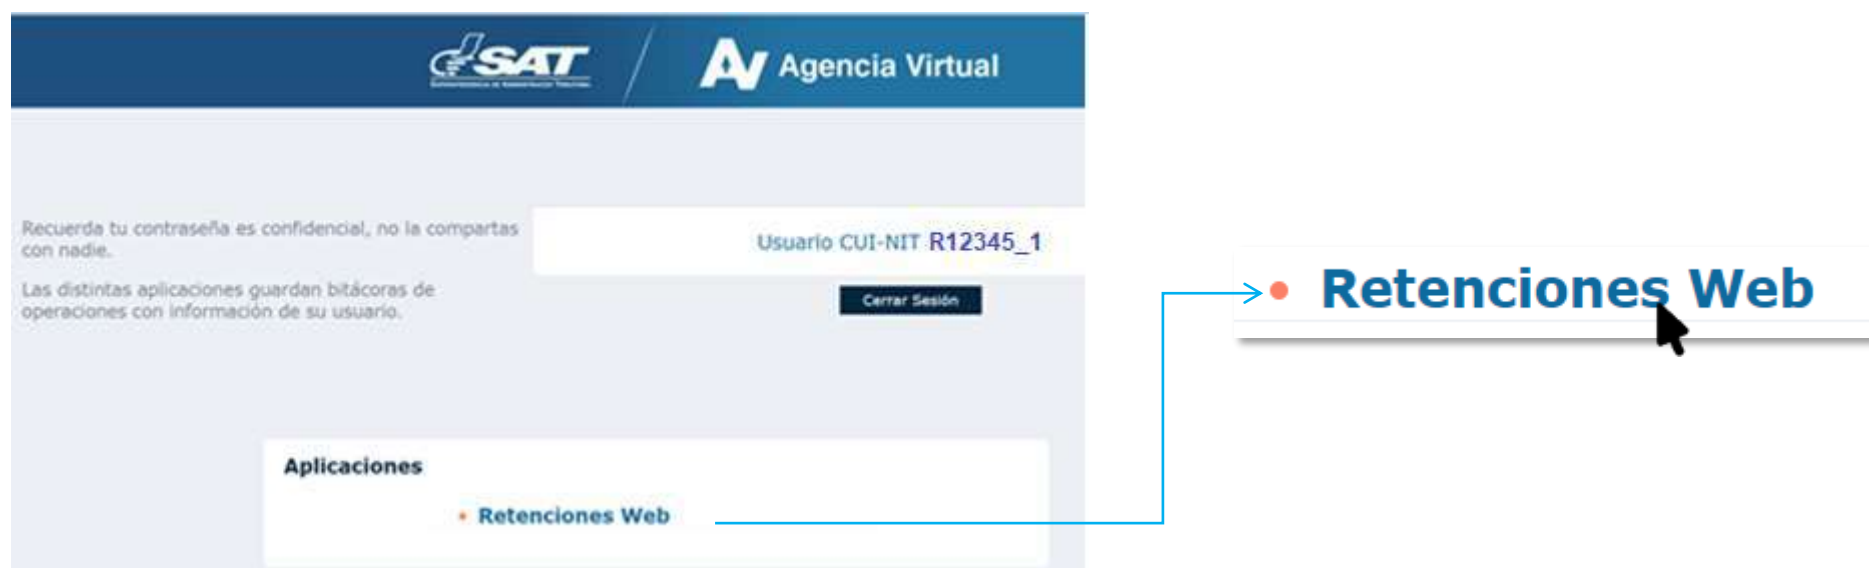 SAT
Agencia Virtual
Recuerda tu contraseña es confidencial, no la compartas
con nadie.
Usuario CUI-NIT R12345_1
Las distintas aplicaciones guardan bitácoras de
operaciones con información de su usuario.
Cerrar Sesión
Retenciones Web
Aplicaciones
Retenciones Web